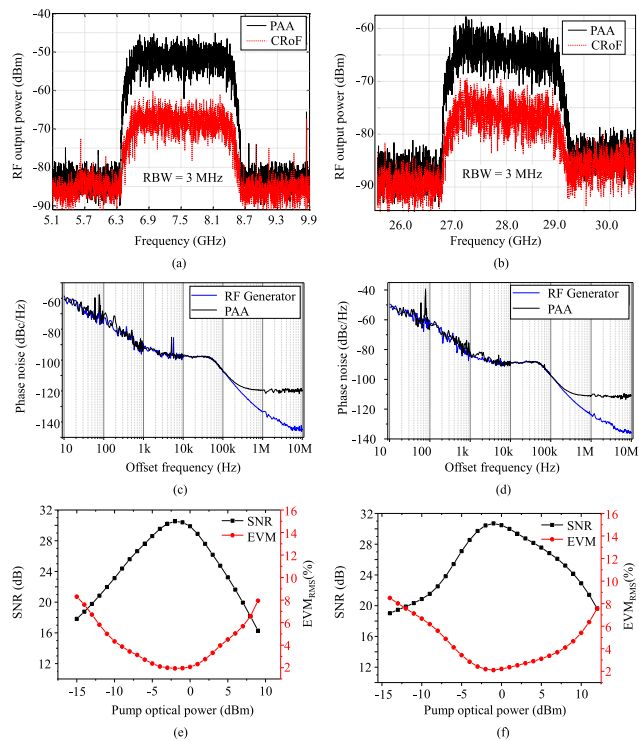 -40
PAA
CRoF
-50
-60
-70
-80
-90
RF output power (dBm)
RBW = 3 MHz
5.1 5.7 6.3 6.9 7.5 8.1 8.7 9.3 9.9
Frequency (GHz)
(a)
-60
-70
-80
-90
RF output power (dBm)
PAA
CRoF
RBW = 3 MHz
26.0 27.0 28.0 29.0 30.0
Frequency (GHz)
(b)
-60
-80
-100
-120
-140
Phase noise (dBc/Hz)
RF Generator
PAA
10 100 1k 10k 100k 1M 10M
Offset frequency (Hz)
(c)
-40
-60
-80
-100
-120
-140
Phase noise (dBc/Hz)
RF Generator
PAA
10 100 1k 10k 100k 1M 10M
Offset frequency (Hz)
(d)
32
28
24
20
16
12
SNR (dB)
SNR
EVM
16
14
12
10
8
6
4
2
EVMRMS(%)
-15 -10 -5 0 5 10
Pump optical power (dBm)
(e)
32
28
24
20
16
12
SNR (dB)
SNR
EVM
16
14
12
10
8
6
4
2
EVMRMS(%)
-15 -10 -5 0 5 10
Pump optical power (dBm)
(f)